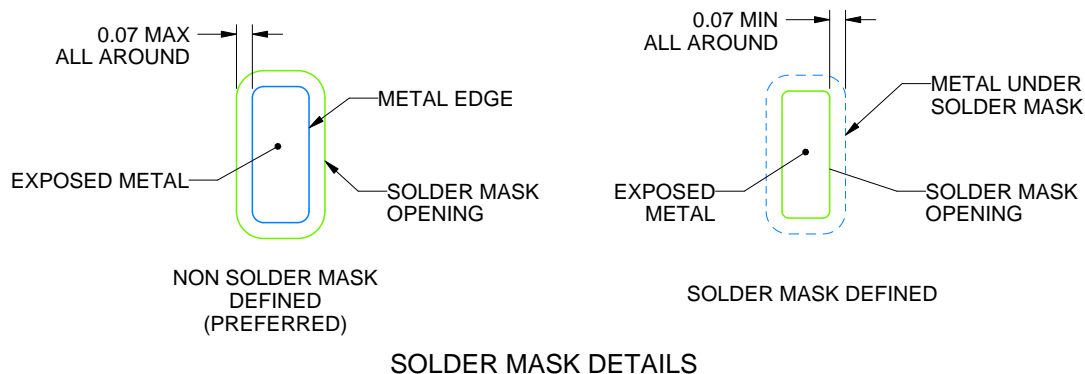 0.07 MAX
ALL AROUND
METAL EDGE
EXPOSED METAL
SOLDER MASK
OPENING
NON SOLDER MASK
DEFINED
(PREFERRED)
0.07 MIN
ALL AROUND
METAL UNDER
SOLDER MASK
EXPOSED
METAL
SOLDER MASK
OPENING
SOLDER MASK DEFINED
SOLDER MASK DETAILS